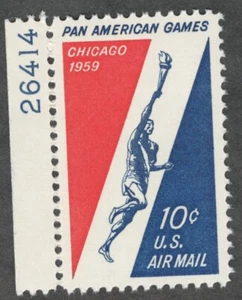 26414
PAN AMERICAN GAMES
CHICAGO
1959
10¢
U.S.
AIR MAIL